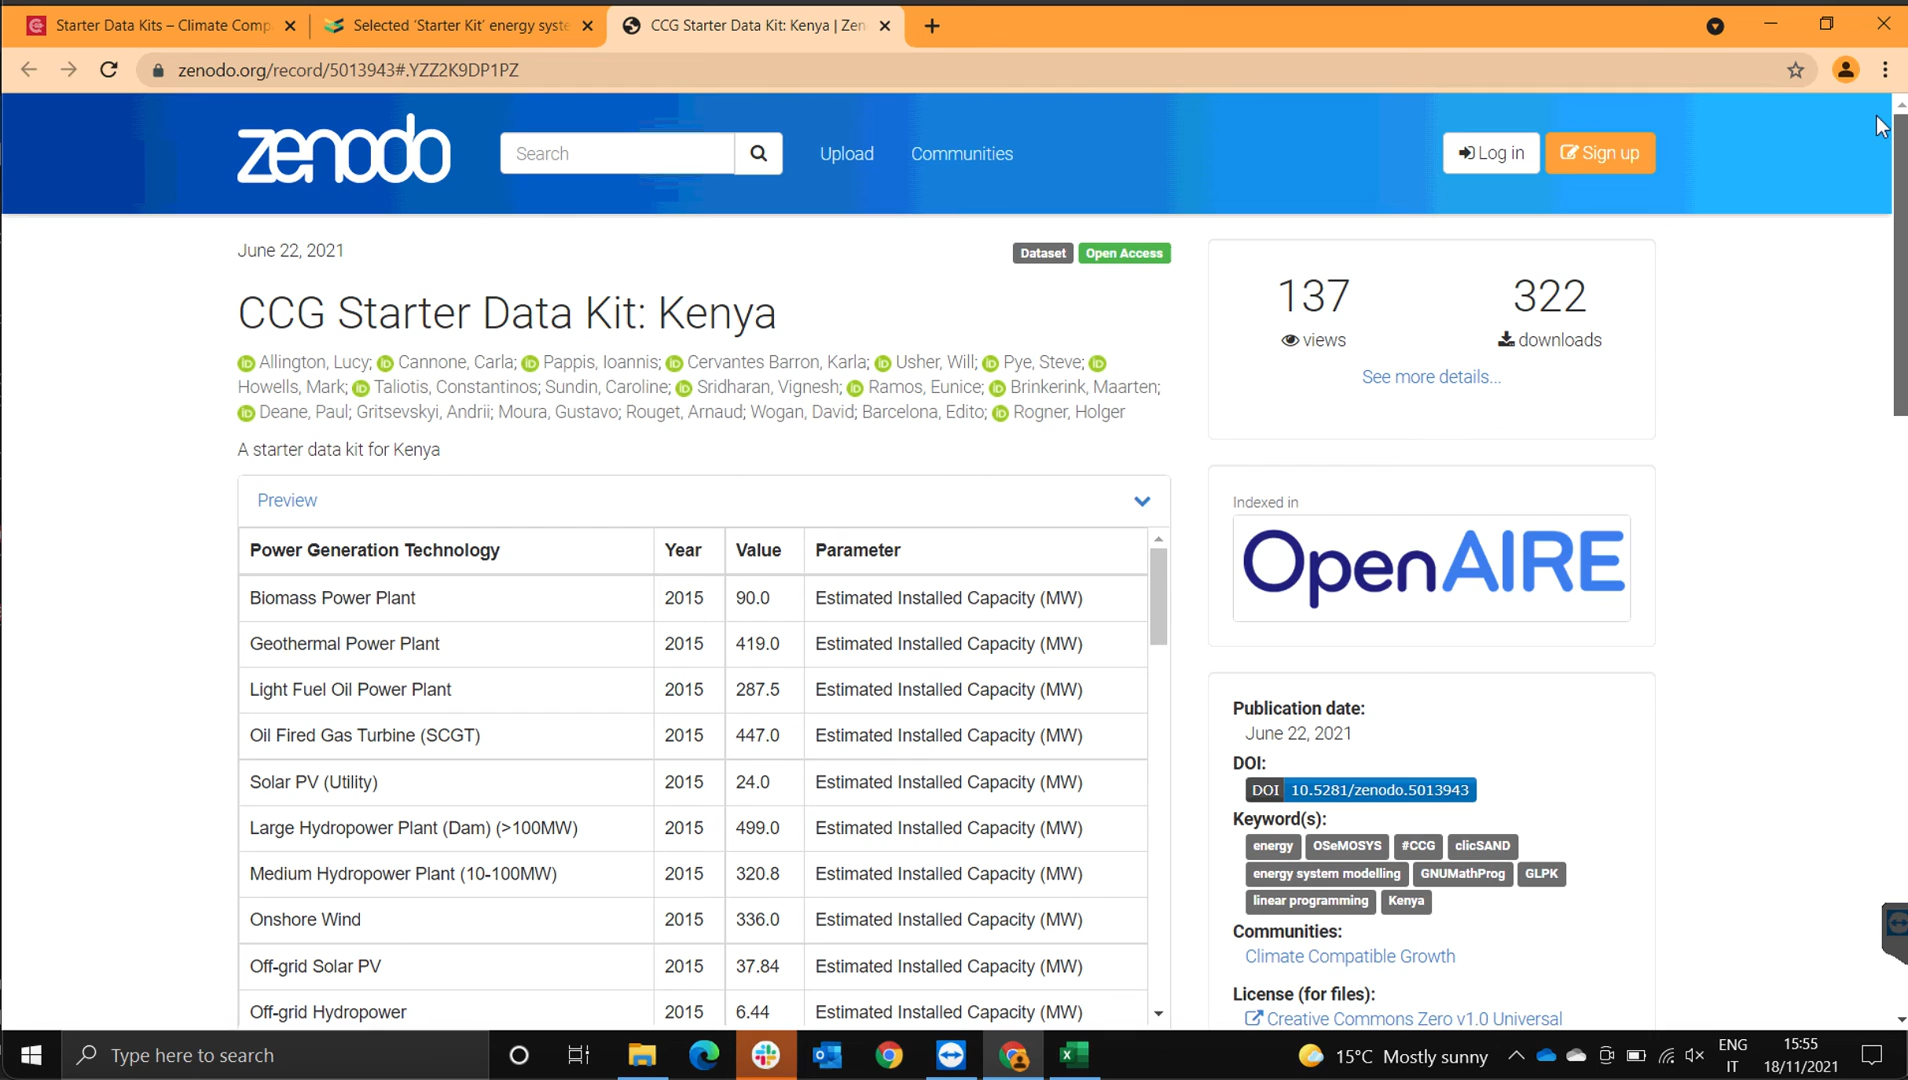 Starter Data Kits – Climate Comp
Selected ‘Starter Kit’ energy syste
CCG Starter Data Kit: Kenya | Zen
zenodo.org/record/5013943#.YZZ2K9DP1PZ
zenodo
Search
Upload
Communities
Log in
Sign up
June 22, 2021
Dataset
Open Access
CCG Starter Data Kit: Kenya
Allington, Lucy; Cannone, Carla; Pappis, Ioannis; Cervantes Barron, Karla; Usher, Will; Pye, Steve;
Howells, Mark; Taliotis, Constantinos; Sundin, Caroline; Sridharan, Vignesh; Ramos, Eunice; Brinkerink, Maarten;
Deane, Paul; Gritsevskyi, Andrii; Moura, Gustavo; Rouget, Arnaud; Wogan, David; Barcelona, Edito; Rogner, Holger
A starter data kit for Kenya
Preview
Power Generation Technology Year Value Parameter
Biomass Power Plant 2015 90.0 Estimated Installed Capacity (MW)
Geothermal Power Plant 2015 419.0 Estimated Installed Capacity (MW)
Light Fuel Oil Power Plant 2015 287.5 Estimated Installed Capacity (MW)
Oil Fired Gas Turbine (SCGT) 2015 447.0 Estimated Installed Capacity (MW)
Solar PV (Utility) 2015 24.0 Estimated Installed Capacity (MW)
Large Hydropower Plant (Dam) (>100MW) 2015 499.0 Estimated Installed Capacity (MW)
Medium Hydropower Plant (10-100MW) 2015 320.8 Estimated Installed Capacity (MW)
Onshore Wind 2015 336.0 Estimated Installed Capacity (MW)
Off-grid Solar PV 2015 37.84 Estimated Installed Capacity (MW)
Off-grid Hydropower 2015 6.44 Estimated Installed Capacity (MW)
137 322
views downloads
See more details...
Indexed in
OpenAIRE
Publication date:
June 22, 2021
DOI:
DOI 10.5281/zenodo.5013943
Keyword(s):
energy OSeMOSYS #CCG clicSAND
energy system modelling GNUMathProg GLPK
linear programming Kenya
Communities:
Climate Compatible Growth
License (for files):
Creative Commons Zero v1.0 Universal
Type here to search
15°C Mostly sunny
ENG
IT
15:55
18/11/2021